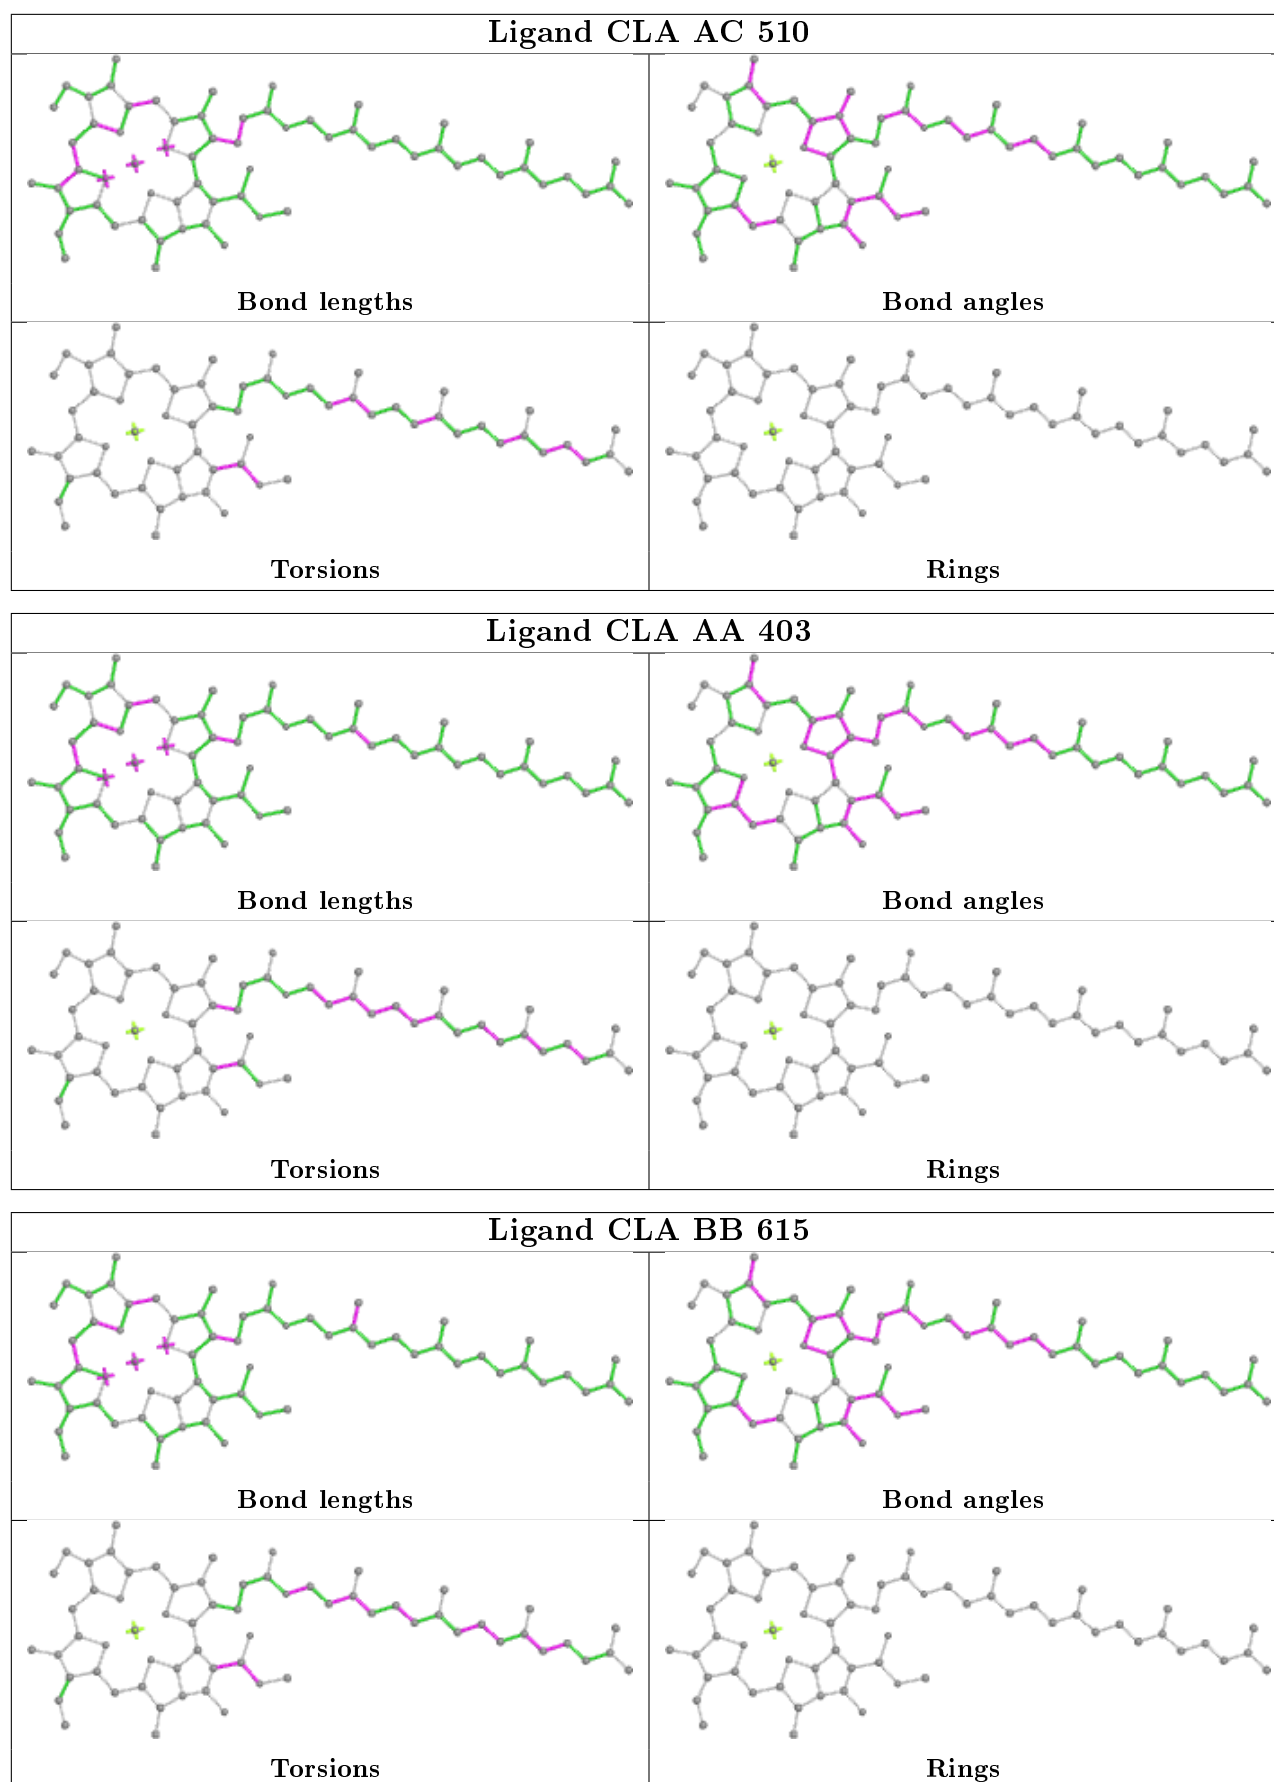 Ligand CLA AC 510
Bond lengths
Bond angles
Torsions
Rings
Ligand CLA AA 403
Bond lengths
Bond angles
Torsions
Rings
Ligand CLA BB 615
Bond lengths
Bond angles
Torsions
Rings